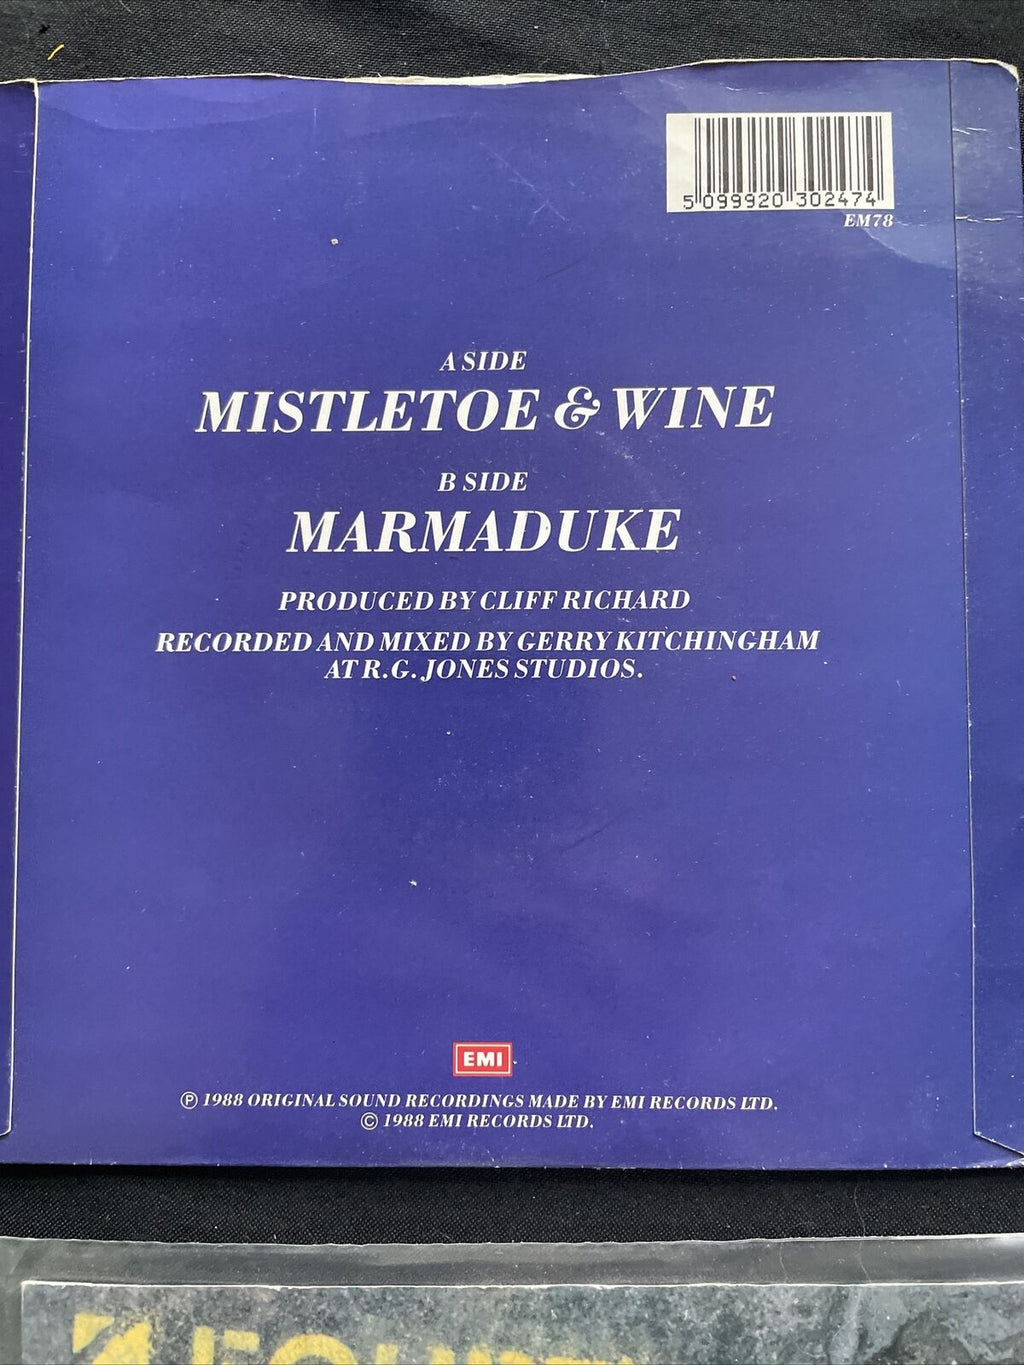 5 099920 302474
EM78
A SIDE
MISTLETOE & WINE
B SIDE
MARMADUKE
PRODUCED BY CLIFF RICHARD
RECORDED AND MIXED BY GERRY KITCHINGHAM
AT R.G. JONES STUDIOS.
EMI
℗ 1988 ORIGINAL SOUND RECORDINGS MADE BY EMI RECORDS LTD.
© 1988 EMI RECORDS LTD.